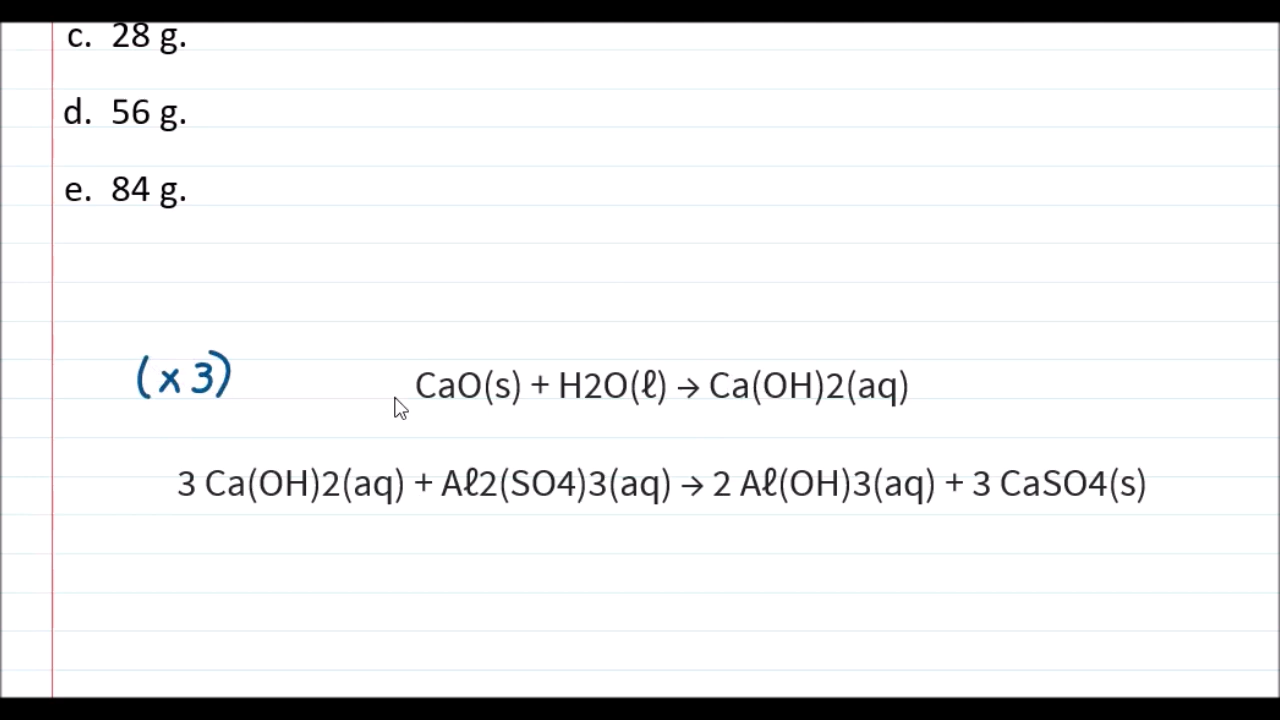 c. 28 g.
d. 56 g.
e. 84 g.
(x 3) CaO(s) + H2O(ℓ) → Ca(OH)2(aq)
3 Ca(OH)2(aq) + Aℓ2(SO4)3(aq) → 2 Aℓ(OH)3(aq) + 3 CaSO4(s)